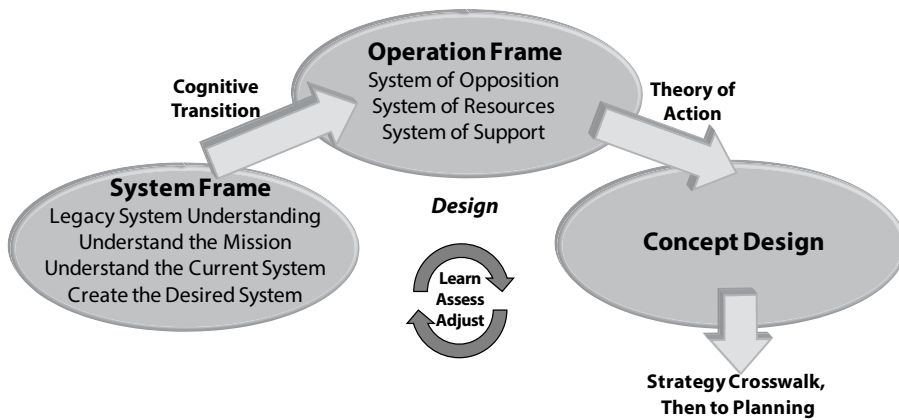 Operation Frame
System of Opposition
System of Resources
System of Support
Cognitive
Transition
Theory of
Action
System Frame
Legacy System Understanding
Understand the Mission
Understand the Current System
Create the Desired System
Design
Learn
Assess
Adjust
Concept Design
Strategy Crosswalk,
Then to Planning